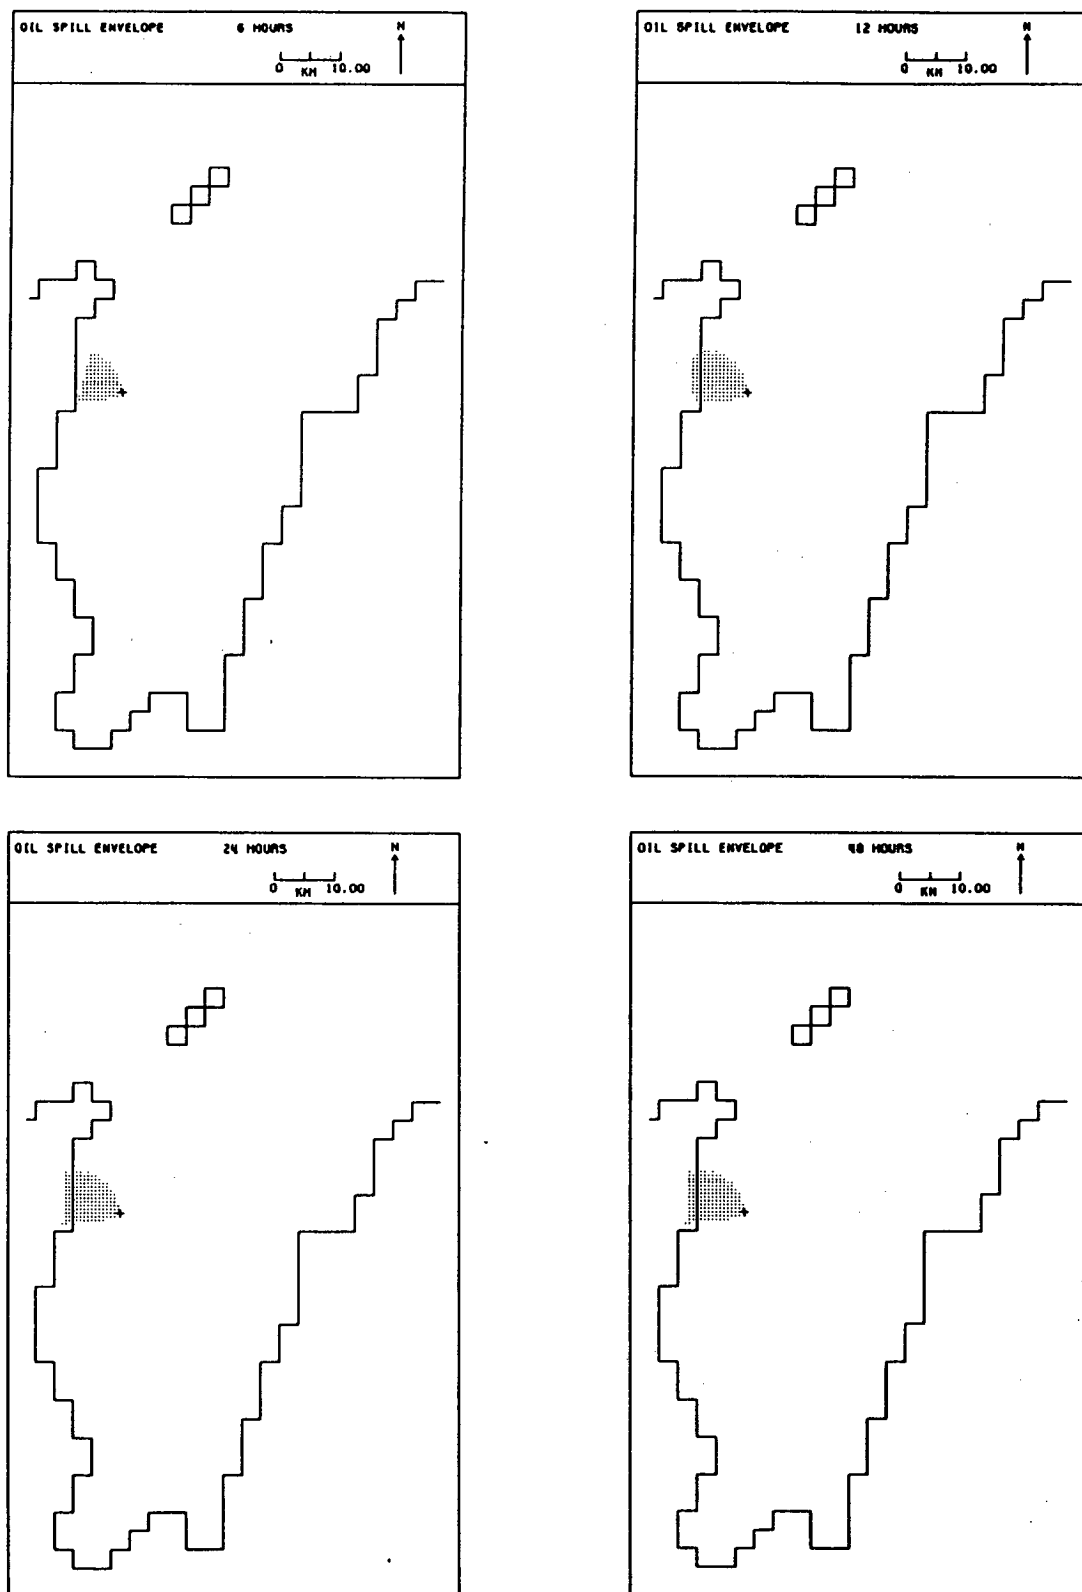 OIL SPILL ENVELOPE 6 HOURS N
0 KM 10.00
OIL SPILL ENVELOPE 12 HOURS N
0 KM 10.00
OIL SPILL ENVELOPE 24 HOURS N
0 KM 10.00
OIL SPILL ENVELOPE 48 HOURS N
0 KM 10.00